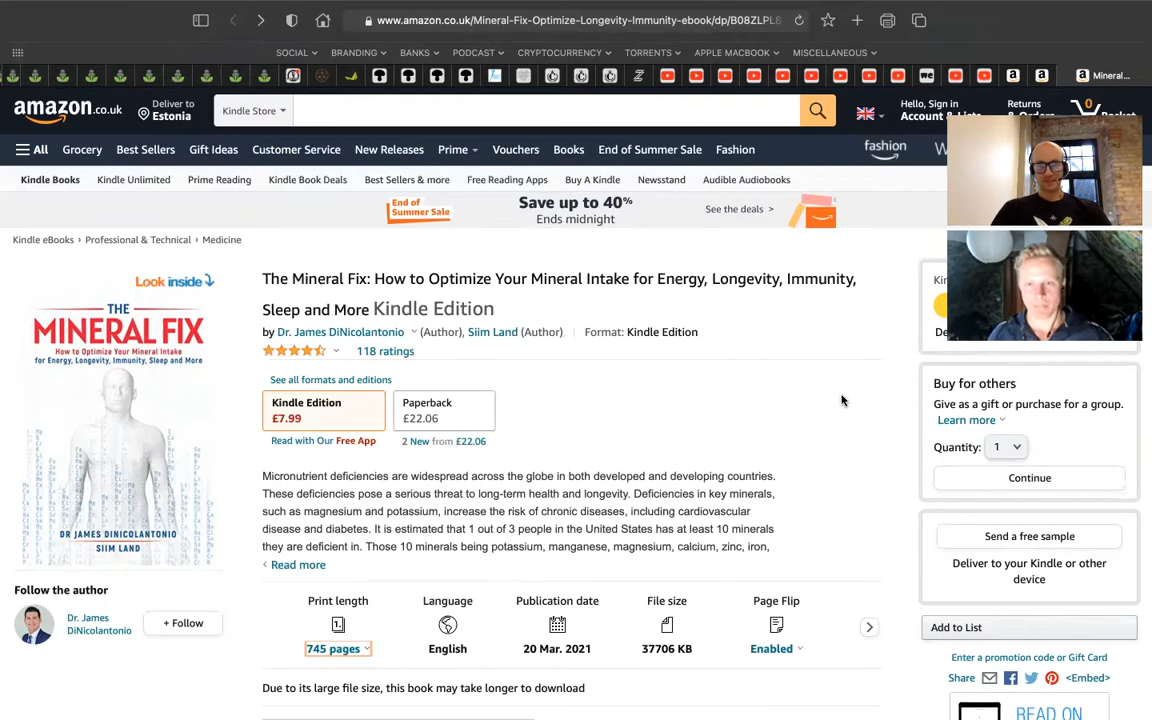 www.amazon.co.uk/Mineral-Fix-Optimize-Longevity-Immunity-ebook/dp/B08ZLPL8
SOCIAL BRANDING BANKS PODCAST CRYPTOCURRENCY TORRENTS APPLE MACBOOK MISCELLANEOUS
Mineral...
amazon.co.uk
Deliver to
Estonia
Kindle Store
Hello, Sign in
Account & Lists
Returns
0
All Grocery Best Sellers Gift Ideas Customer Service New Releases Prime Vouchers Books End of Summer Sale Fashion
fashion
Kindle Books Kindle Unlimited Prime Reading Kindle Book Deals Best Sellers & more Free Reading Apps Buy A Kindle Newsstand Audible Audiobooks
End of
Summer Sale
Save up to 40%
Ends midnight
See the deals >
Kindle eBooks › Professional & Technical › Medicine
Look inside
THE
MINERAL FIX
How to Optimize Your Mineral Intake
for Energy, Longevity, Immunity, Sleep and More
DR JAMES DINICOLANTONIO
SIIM LAND
Follow the author
Dr. James
DiNicolantonio
+ Follow
The Mineral Fix: How to Optimize Your Mineral Intake for Energy, Longevity, Immunity,
Sleep and More Kindle Edition
by Dr. James DiNicolantonio (Author), Siim Land (Author) Format: Kindle Edition
118 ratings
See all formats and editions
Kindle Edition
£7.99
Paperback
£22.06
Read with Our Free App
2 New from £22.06
Micronutrient deficiencies are widespread across the globe in both developed and developing countries.
These deficiencies pose a serious threat to long-term health and longevity. Deficiencies in key minerals,
such as magnesium and potassium, increase the risk of chronic diseases, including cardiovascular
disease and diabetes. It is estimated that 1 out of 3 people in the United States has at least 10 minerals
they are deficient in. Those 10 minerals being potassium, manganese, magnesium, calcium, zinc, iron,
Read more
Print length
745 pages
Language
English
Publication date
20 Mar. 2021
File size
37706 KB
Page Flip
Enabled
Due to its large file size, this book may take longer to download
Buy for others
Give as a gift or purchase for a group.
Learn more
Quantity: 1
Continue
Send a free sample
Deliver to your Kindle or other
device
Add to List
Enter a promotion code or Gift Card
Share <Embed>
READ ON